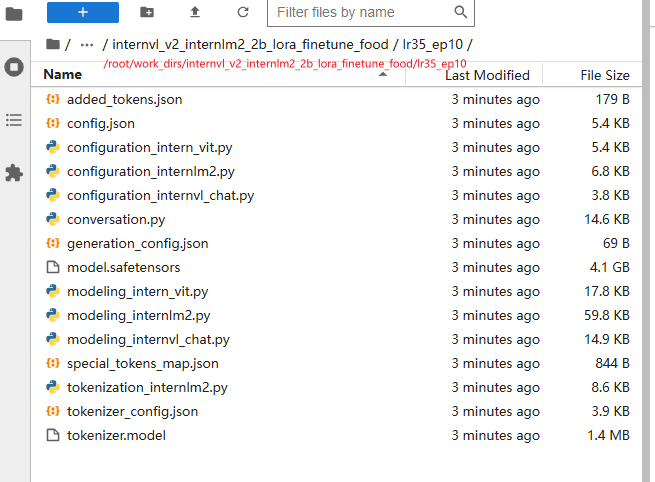 + Filter files by name
/ ··· / internvl_v2_internlm2_2b_lora_finetune_food / lr35_ep10 /
/root/work_dirs/internvl_v2_internlm2_2b_lora_finetune_food/lr35_ep10
Name Last Modified File Size
added_tokens.json 3 minutes ago 179 B
config.json 3 minutes ago 5.4 KB
configuration_intern_vit.py 3 minutes ago 5.4 KB
configuration_internlm2.py 3 minutes ago 6.8 KB
configuration_internvl_chat.py 3 minutes ago 3.8 KB
conversation.py 3 minutes ago 14.6 KB
generation_config.json 3 minutes ago 69 B
model.safetensors 3 minutes ago 4.1 GB
modeling_intern_vit.py 3 minutes ago 17.8 KB
modeling_internlm2.py 3 minutes ago 59.8 KB
modeling_internvl_chat.py 3 minutes ago 14.9 KB
special_tokens_map.json 3 minutes ago 844 B
tokenization_internlm2.py 3 minutes ago 8.6 KB
tokenizer_config.json 3 minutes ago 3.9 KB
tokenizer.model 3 minutes ago 1.4 MB